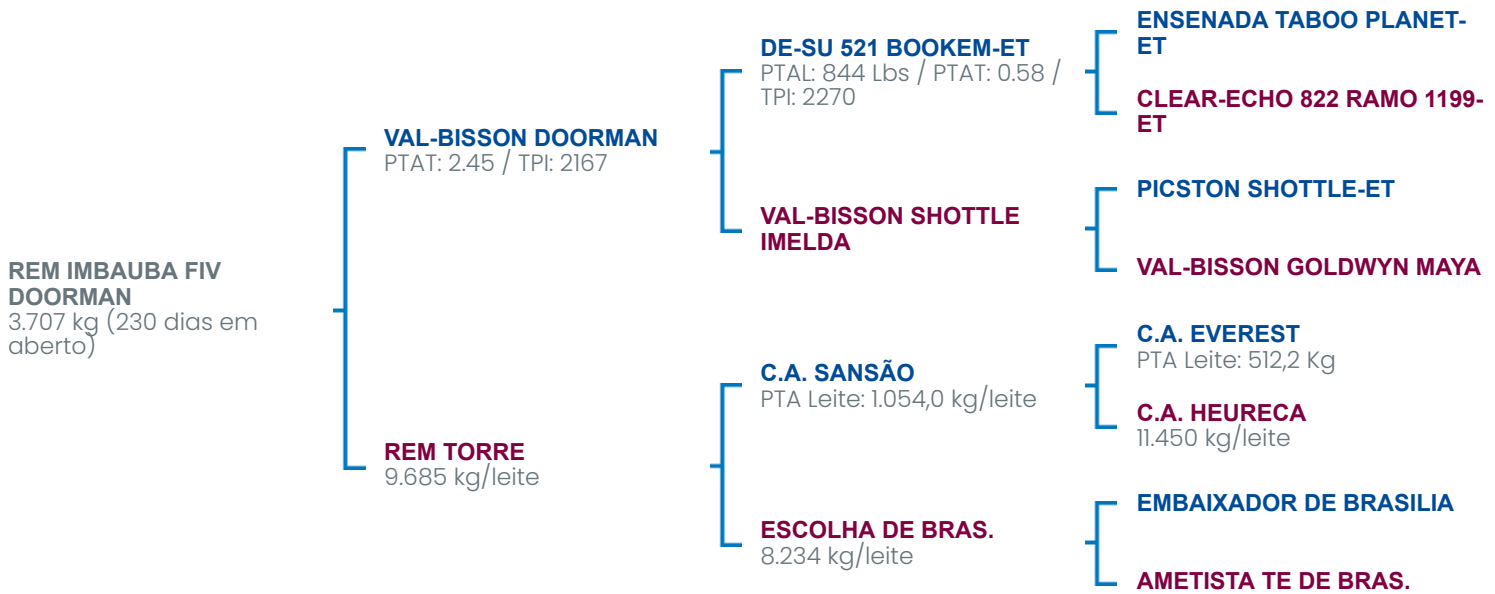 REM IMBAUBA FIV
DOORMAN
3.707 kg (230 dias em
aberto)
VAL-BISSON DOORMAN
PTAT: 2.45 / TPI: 2167
REM TORRE
9.685 kg/leite
DE-SU 521 BOOKEM-ET
PTAL: 844 Lbs / PTAT: 0.58 /
TPI: 2270
VAL-BISSON SHOTTLE
IMELDA
C.A. SANSÃO
PTA Leite: 1.054,0 kg/leite
ESCOLHA DE BRAS.
8.234 kg/leite
ENSENADA TABOO PLANET-
ET
CLEAR-ECHO 822 RAMO 1199-
ET
PICSTON SHOTTLE-ET
VAL-BISSON GOLDWYN MAYA
C.A. EVEREST
PTA Leite: 512,2 Kg
C.A. HEURECA
11.450 kg/leite
EMBAIXADOR DE BRASILIA
AMETISTA TE DE BRAS.